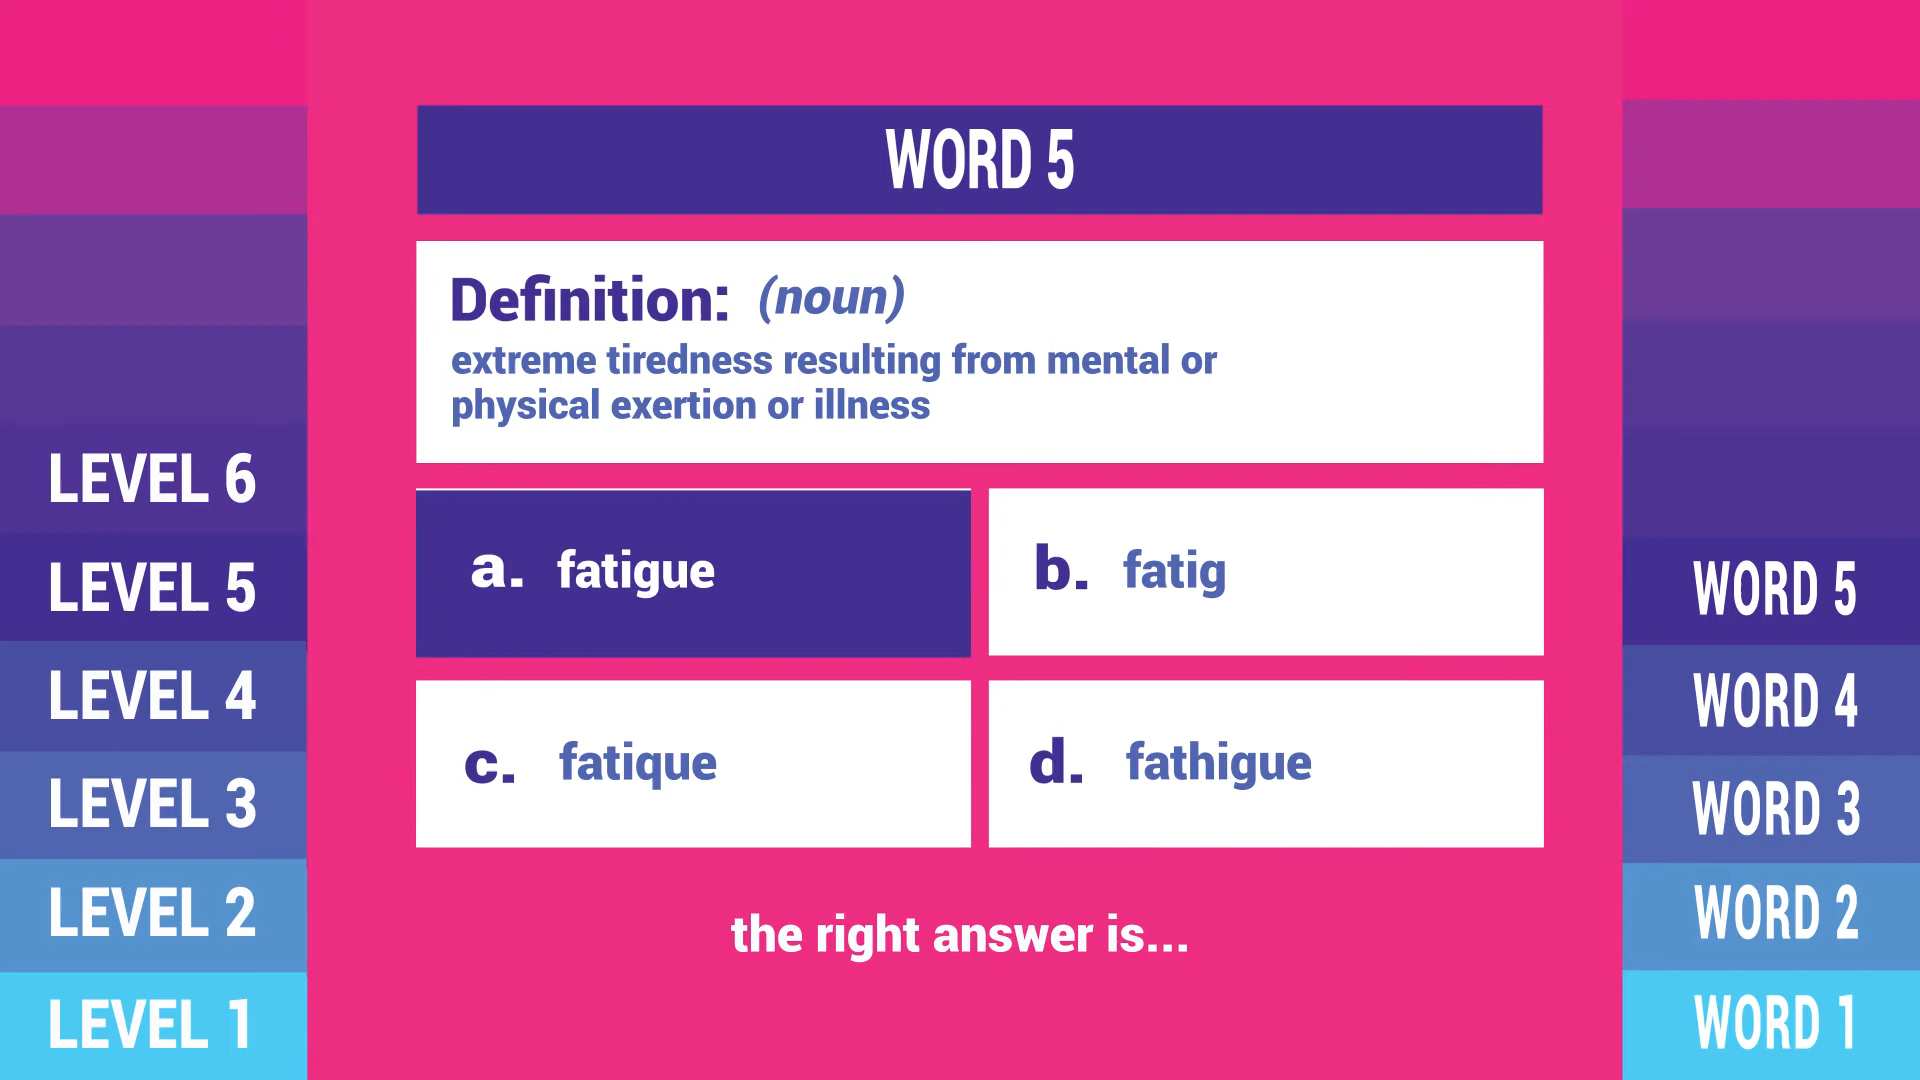 WORD 5
Definition: (noun)
extreme tiredness resulting from mental or
physical exertion or illness
a. fatigue
b. fatig
c. fatique
d. fathigue
the right answer is...
LEVEL 6
LEVEL 5
LEVEL 4
LEVEL 3
LEVEL 2
LEVEL 1
WORD 5
WORD 4
WORD 3
WORD 2
WORD 1